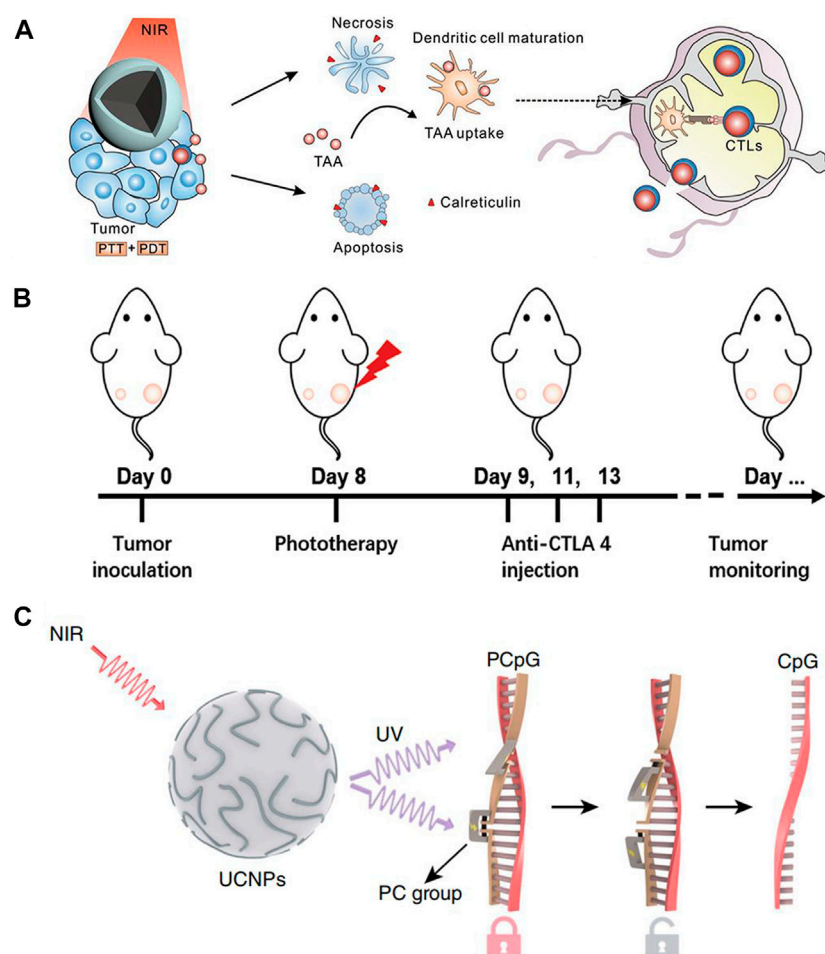 A
NIR
Tumor
PTT + PDT
Necrosis
TAA
Apoptosis
Dendritic cell maturation
TAA uptake
Calreticulin
CTLs
B
Day 0
Day 8
Day 9, 11, 13
Day ...
Tumor
inoculation
Phototherapy
Anti-CTLA 4
injection
Tumor
monitoring
C
NIR
UCNPs
UV
PCpG
PC group
CpG